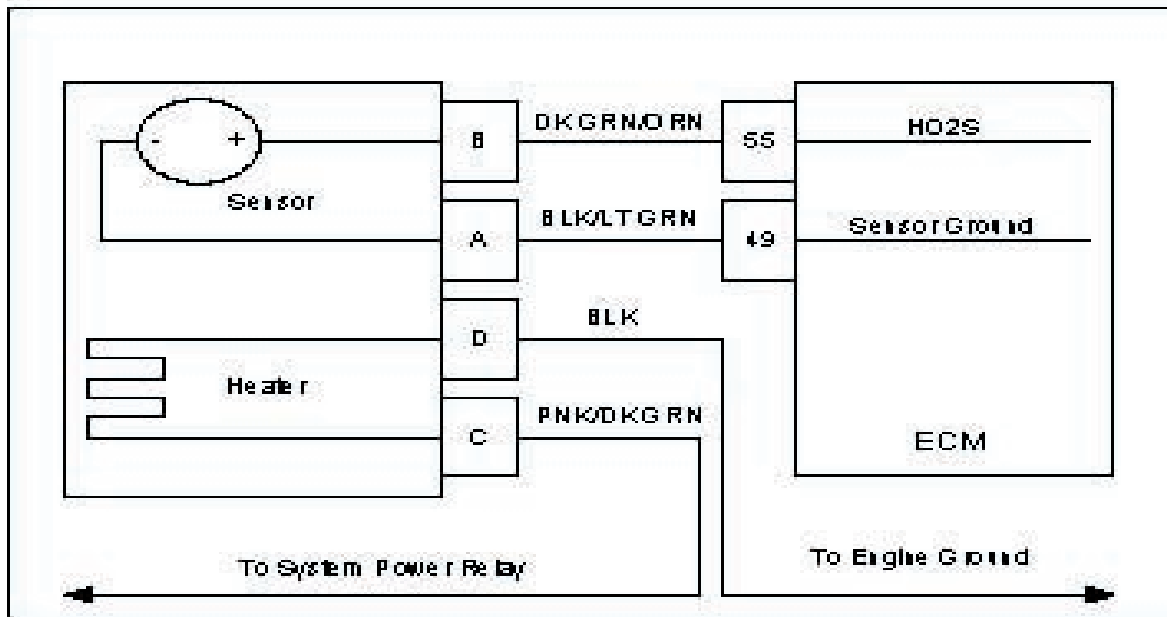 B
DKGRN/ORN
55
HO2S
-
+
Sensor
A
BLK/LTGRN
49
Sensor Ground
D
BLK
Heater
C
PNK/DKGRN
ECM
To System Power Relay
To Engine Ground